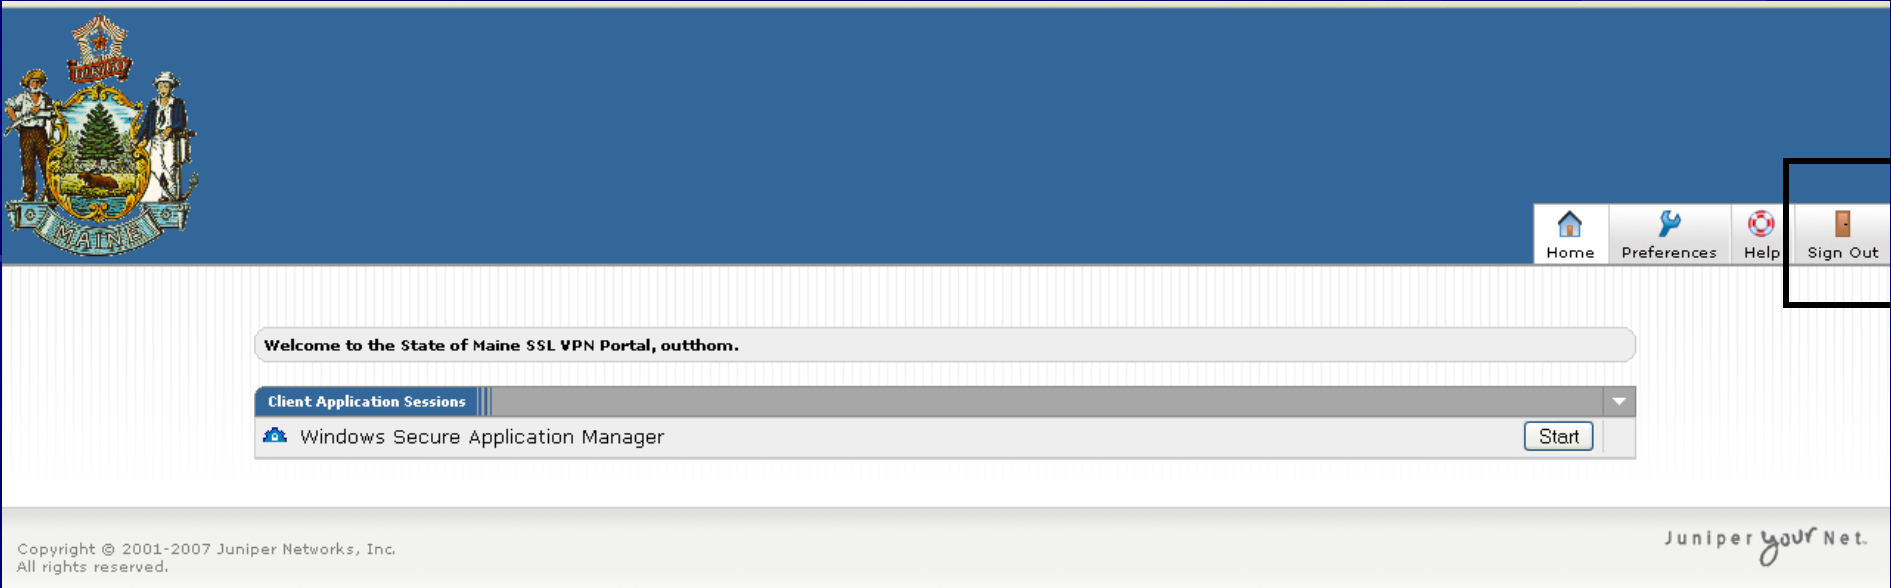 DIRIGO
MAINE
Home
Preferences
Help
Sign Out
Welcome to the State of Maine SSL VPN Portal, outthom.
Client Application Sessions
Windows Secure Application Manager
Start
Copyright © 2001-2007 Juniper Networks, Inc.
All rights reserved.
Juniper your Net.